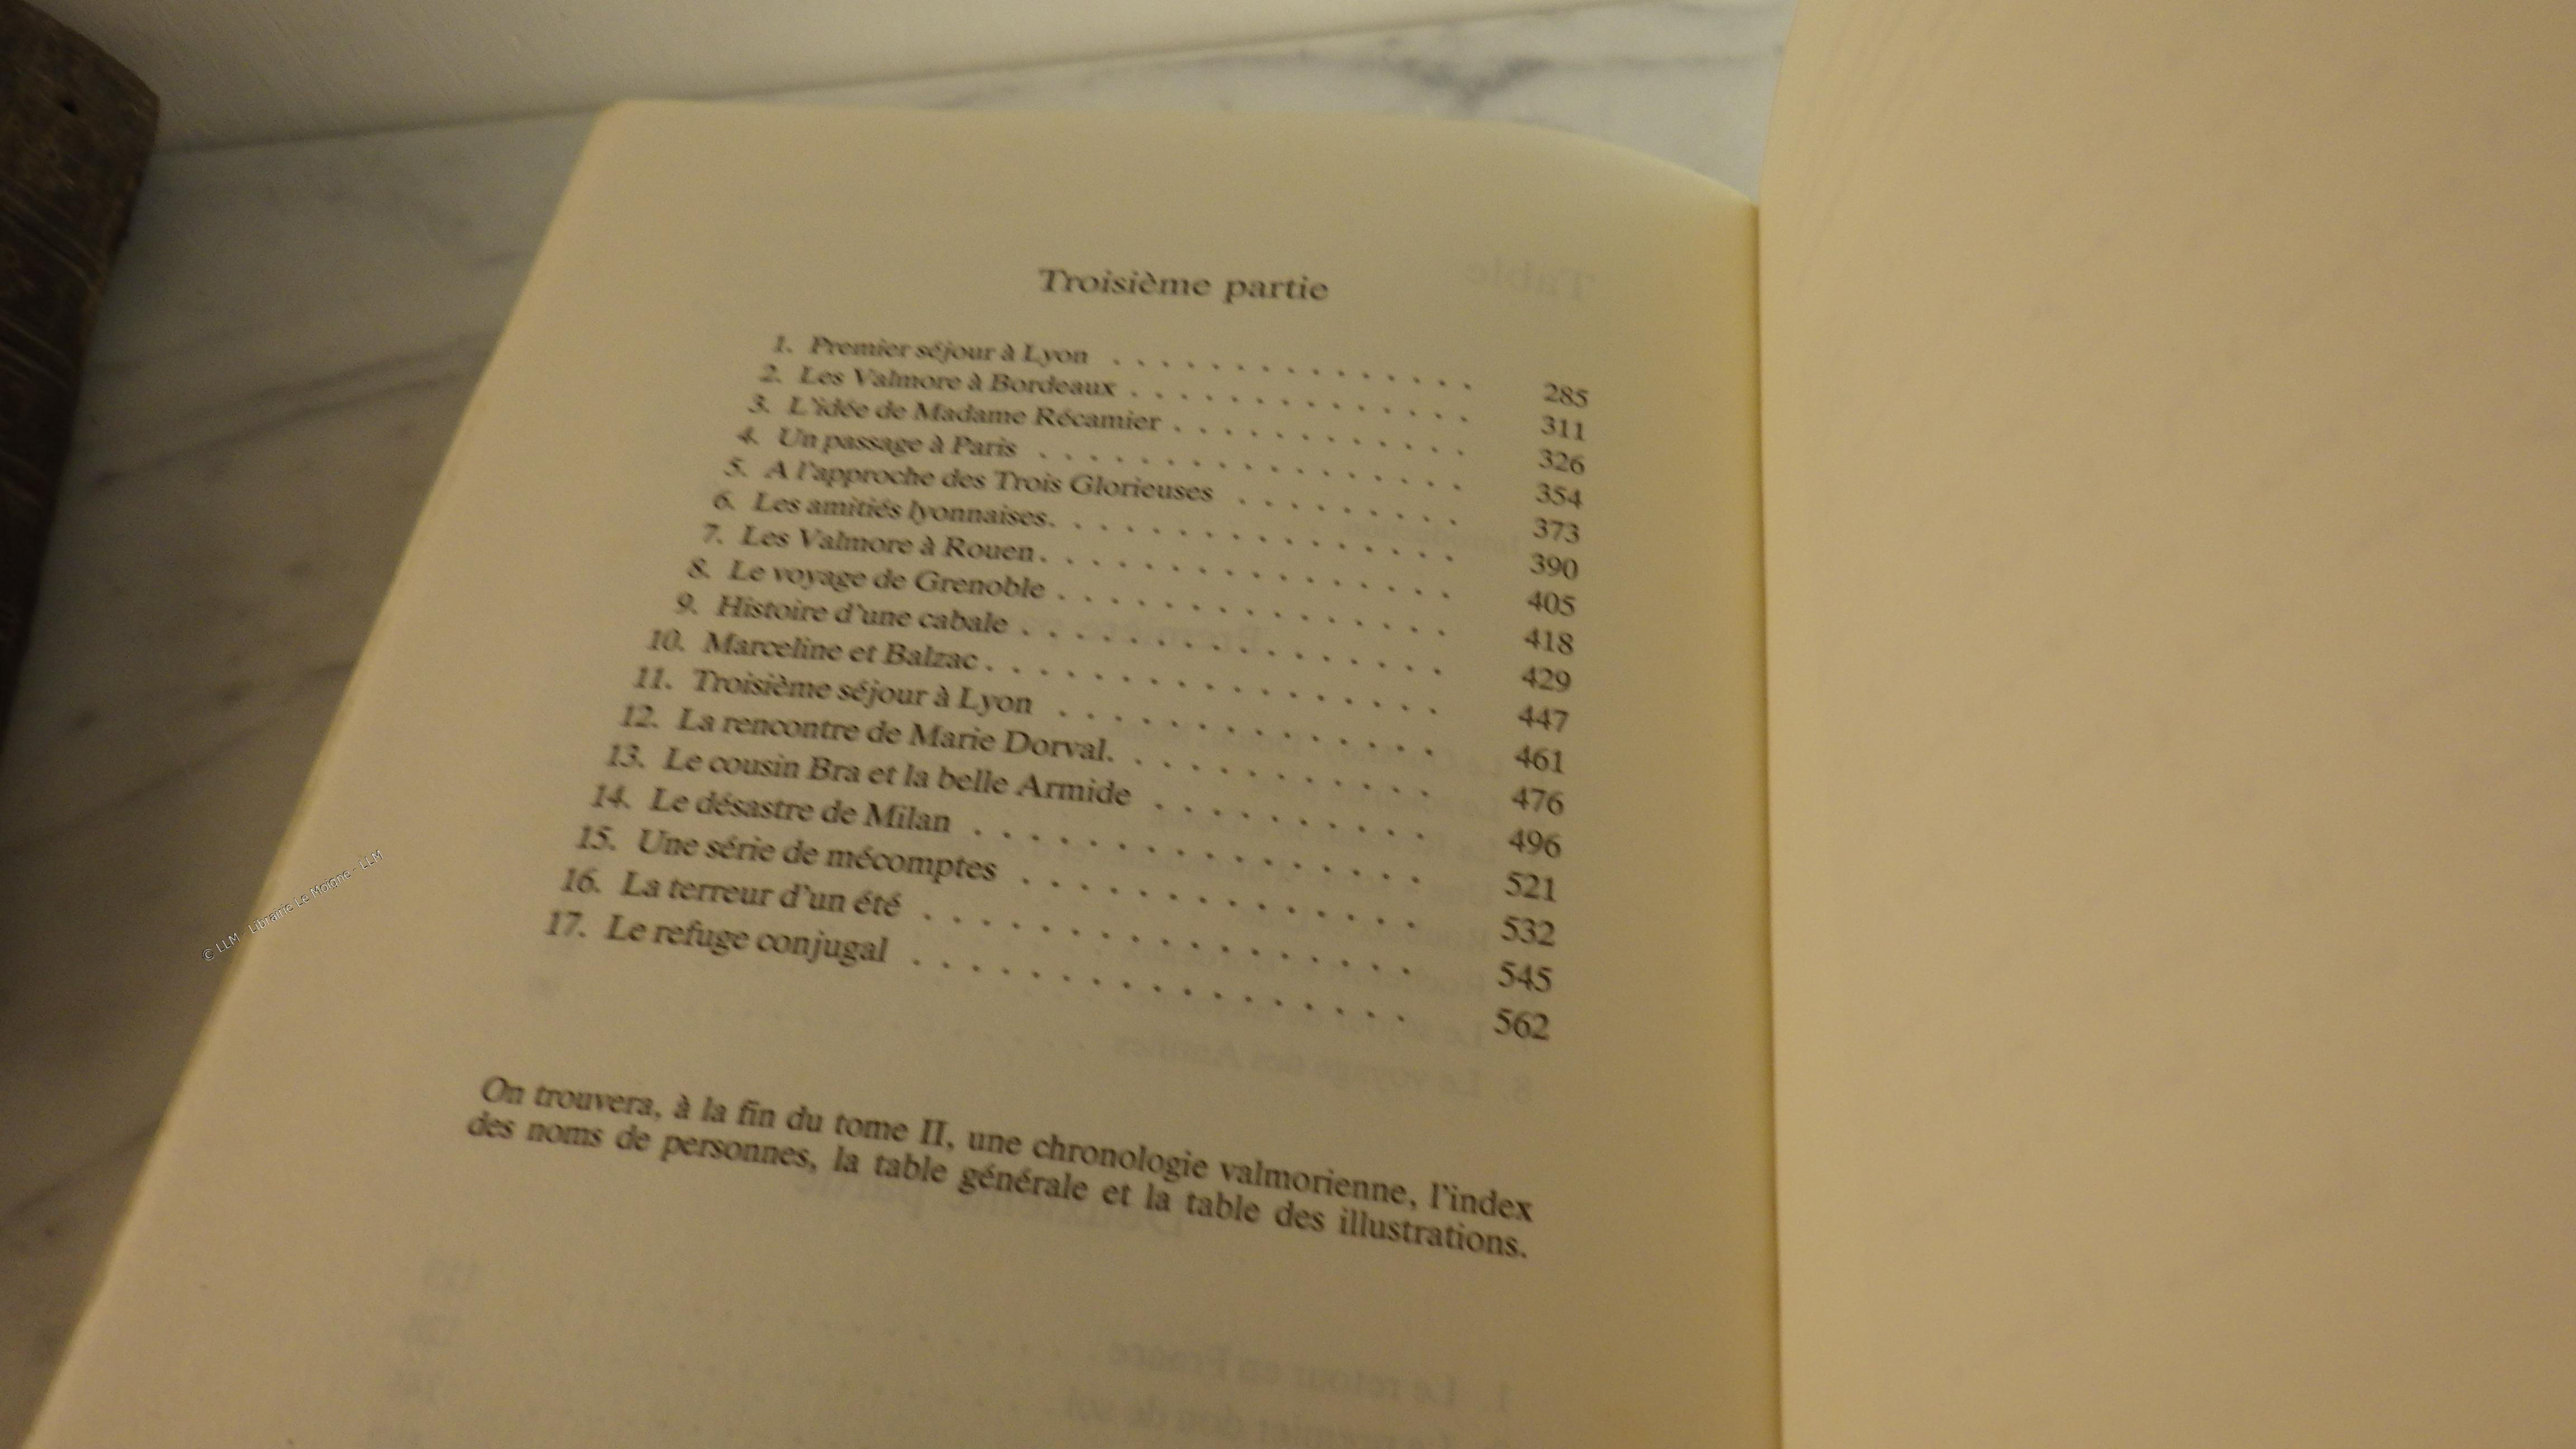 Troisième partie
1. Premier séjour à Lyon . . . . . . . . . . . . . . . 285
2. Les Valmore à Bordeaux . . . . . . . . . . . . . . 311
3. L'idée de Madame Récamier . . . . . . . . . . . . 326
4. Un passage à Paris . . . . . . . . . . . . . . . . . 354
5. A l'approche des Trois Glorieuses . . . . . . . . . 373
6. Les amitiés lyonnaises. . . . . . . . . . . . . . . . 390
7. Les Valmore à Rouen. . . . . . . . . . . . . . . . 405
8. Le voyage de Grenoble . . . . . . . . . . . . . . . 418
9. Histoire d'une cabale . . . . . . . . . . . . . . . . 429
10. Marceline et Balzac . . . . . . . . . . . . . . . . . 447
11. Troisième séjour à Lyon . . . . . . . . . . . . . . 461
12. La rencontre de Marie Dorval. . . . . . . . . . . . 476
13. Le cousin Bra et la belle Armide . . . . . . . . . . 496
14. Le désastre de Milan . . . . . . . . . . . . . . . . 521
15. Une série de mécomptes . . . . . . . . . . . . . . 532
16. La terreur d'un été . . . . . . . . . . . . . . . . . 545
17. Le refuge conjugal . . . . . . . . . . . . . . . . . 562
On trouvera, à la fin du tome II, une chronologie valmorienne, l'index
des noms de personnes, la table générale et la table des illustrations.
© LLM - Librairie Le Moigne - LLM